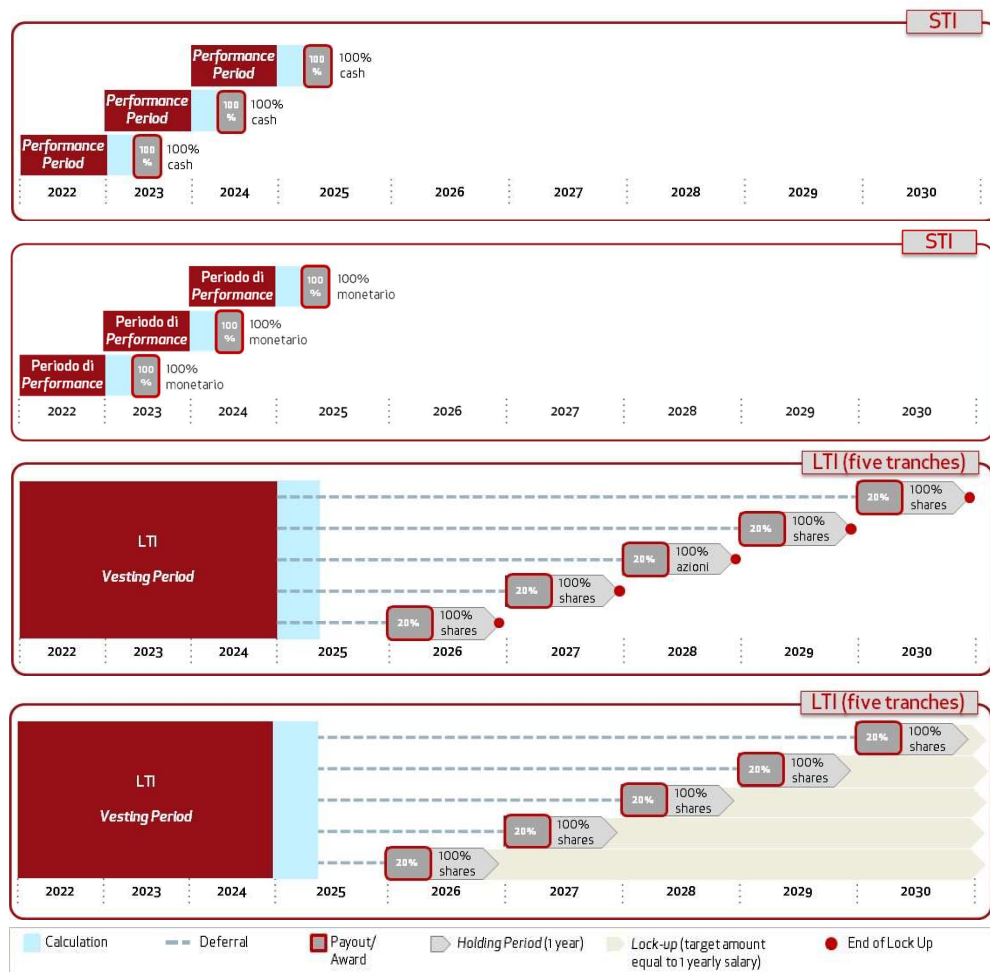 STI
Performance
Period
100
%
100%
cash
Performance
Period
100
%
100%
cash
Performance
Period
100
%
100%
cash
2022 2023 2024 2025 2026 2027 2028 2029 2030
STI
Periodo di
Performance
100
%
100%
monetario
Periodo di
Performance
100
%
100%
monetario
Periodo di
Performance
100
%
100%
monetario
2022 2023 2024 2025 2026 2027 2028 2029 2030
LTI (five tranches)
LTI
Vesting Period
20%
100%
shares
20%
100%
shares
20%
100%
azioni
20%
100%
shares
20%
100%
shares
2022 2023 2024 2025 2026 2027 2028 2029 2030
LTI (five tranches)
LTI
Vesting Period
20%
100%
shares
20%
100%
shares
20%
100%
shares
20%
100%
shares
20%
100%
shares
2022 2023 2024 2025 2026 2027 2028 2029 2030
Calculation
Deferral
Payout/
Award
Holding Period (1 year)
Lock-up (target amount
equal to 1 yearly salary)
End of Lock Up